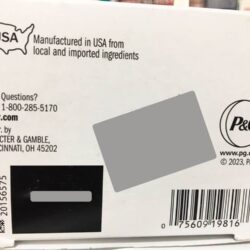 USA
Manufactured in USA from
local and imported ingredients
Questions?
1-800-285-5170
r.com
r. by
CTER & GAMBLE,
CINNATI, OH 45202
P&G
www.pg.c
© 2023, P
20156575
0 75609 19816